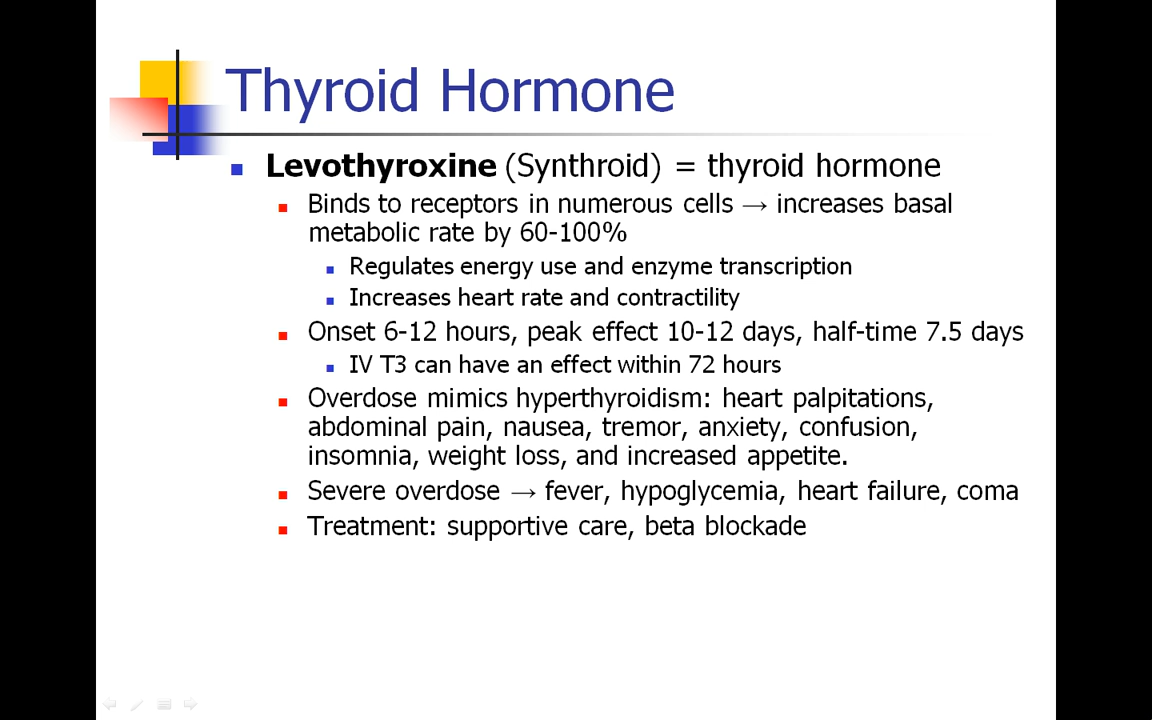 Thyroid Hormone
Levothyroxine (Synthroid) = thyroid hormone
Binds to receptors in numerous cells → increases basal
metabolic rate by 60-100%
Regulates energy use and enzyme transcription
Increases heart rate and contractility
Onset 6-12 hours, peak effect 10-12 days, half-time 7.5 days
IV T3 can have an effect within 72 hours
Overdose mimics hyperthyroidism: heart palpitations,
abdominal pain, nausea, tremor, anxiety, confusion,
insomnia, weight loss, and increased appetite.
Severe overdose → fever, hypoglycemia, heart failure, coma
Treatment: supportive care, beta blockade